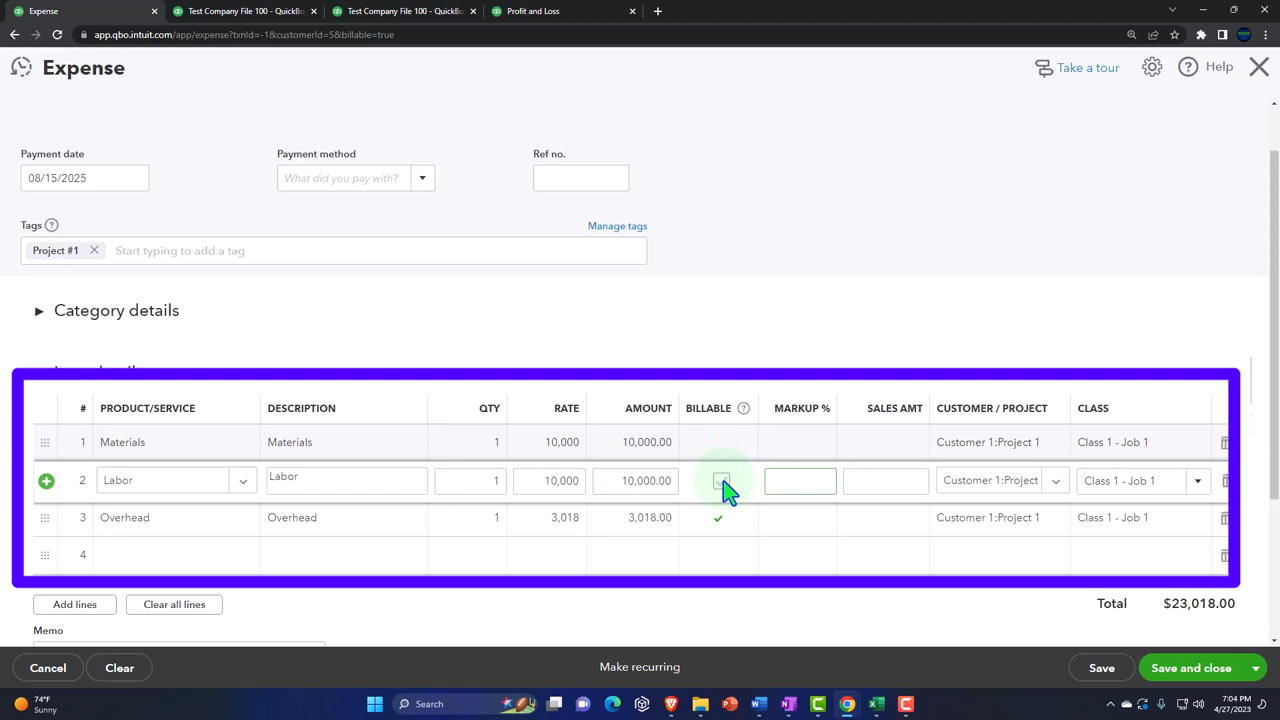 Expense
Test Company File 100 - QuickBo
Test Company File 100 - QuickBo
Profit and Loss
app.qbo.intuit.com/app/expense?txnId=-1&customerId=5&billable=true
Expense
Take a tour
Help
Payment date
Payment method
Ref no.
08/15/2025
What did you pay with?
Tags
Manage tags
Project #1
Start typing to add a tag
Category details
# PRODUCT/SERVICE DESCRIPTION QTY RATE AMOUNT BILLABLE MARKUP % SALES AMT CUSTOMER / PROJECT CLASS
1 Materials Materials 1 10,000 10,000.00 Customer 1:Project 1 Class 1 - Job 1
2 Labor Labor 1 10,000 10,000.00 Customer 1:Project Class 1 - Job 1
3 Overhead Overhead 1 3,018 3,018.00 Customer 1:Project 1 Class 1 - Job 1
4
Add lines
Clear all lines
Total $23,018.00
Memo
Cancel
Clear
Make recurring
Save
Save and close
74°F
Sunny
Search
7:04 PM
4/27/2023